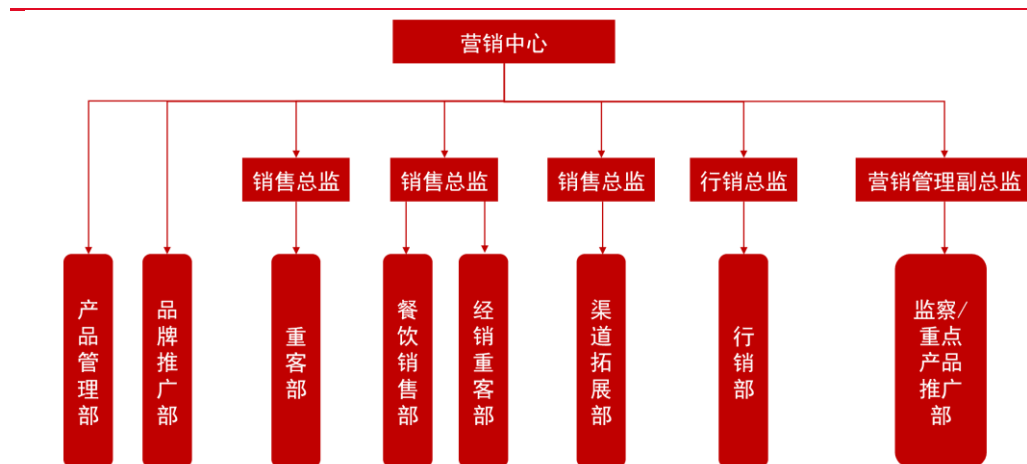 营销中心
销售总监
销售总监
销售总监
行销总监
营销管理副总监
产品管理部
品牌推广部
重客部
餐饮销售部
经销重客部
渠道拓展部
行销部
监察/
重点
产品
推广
部